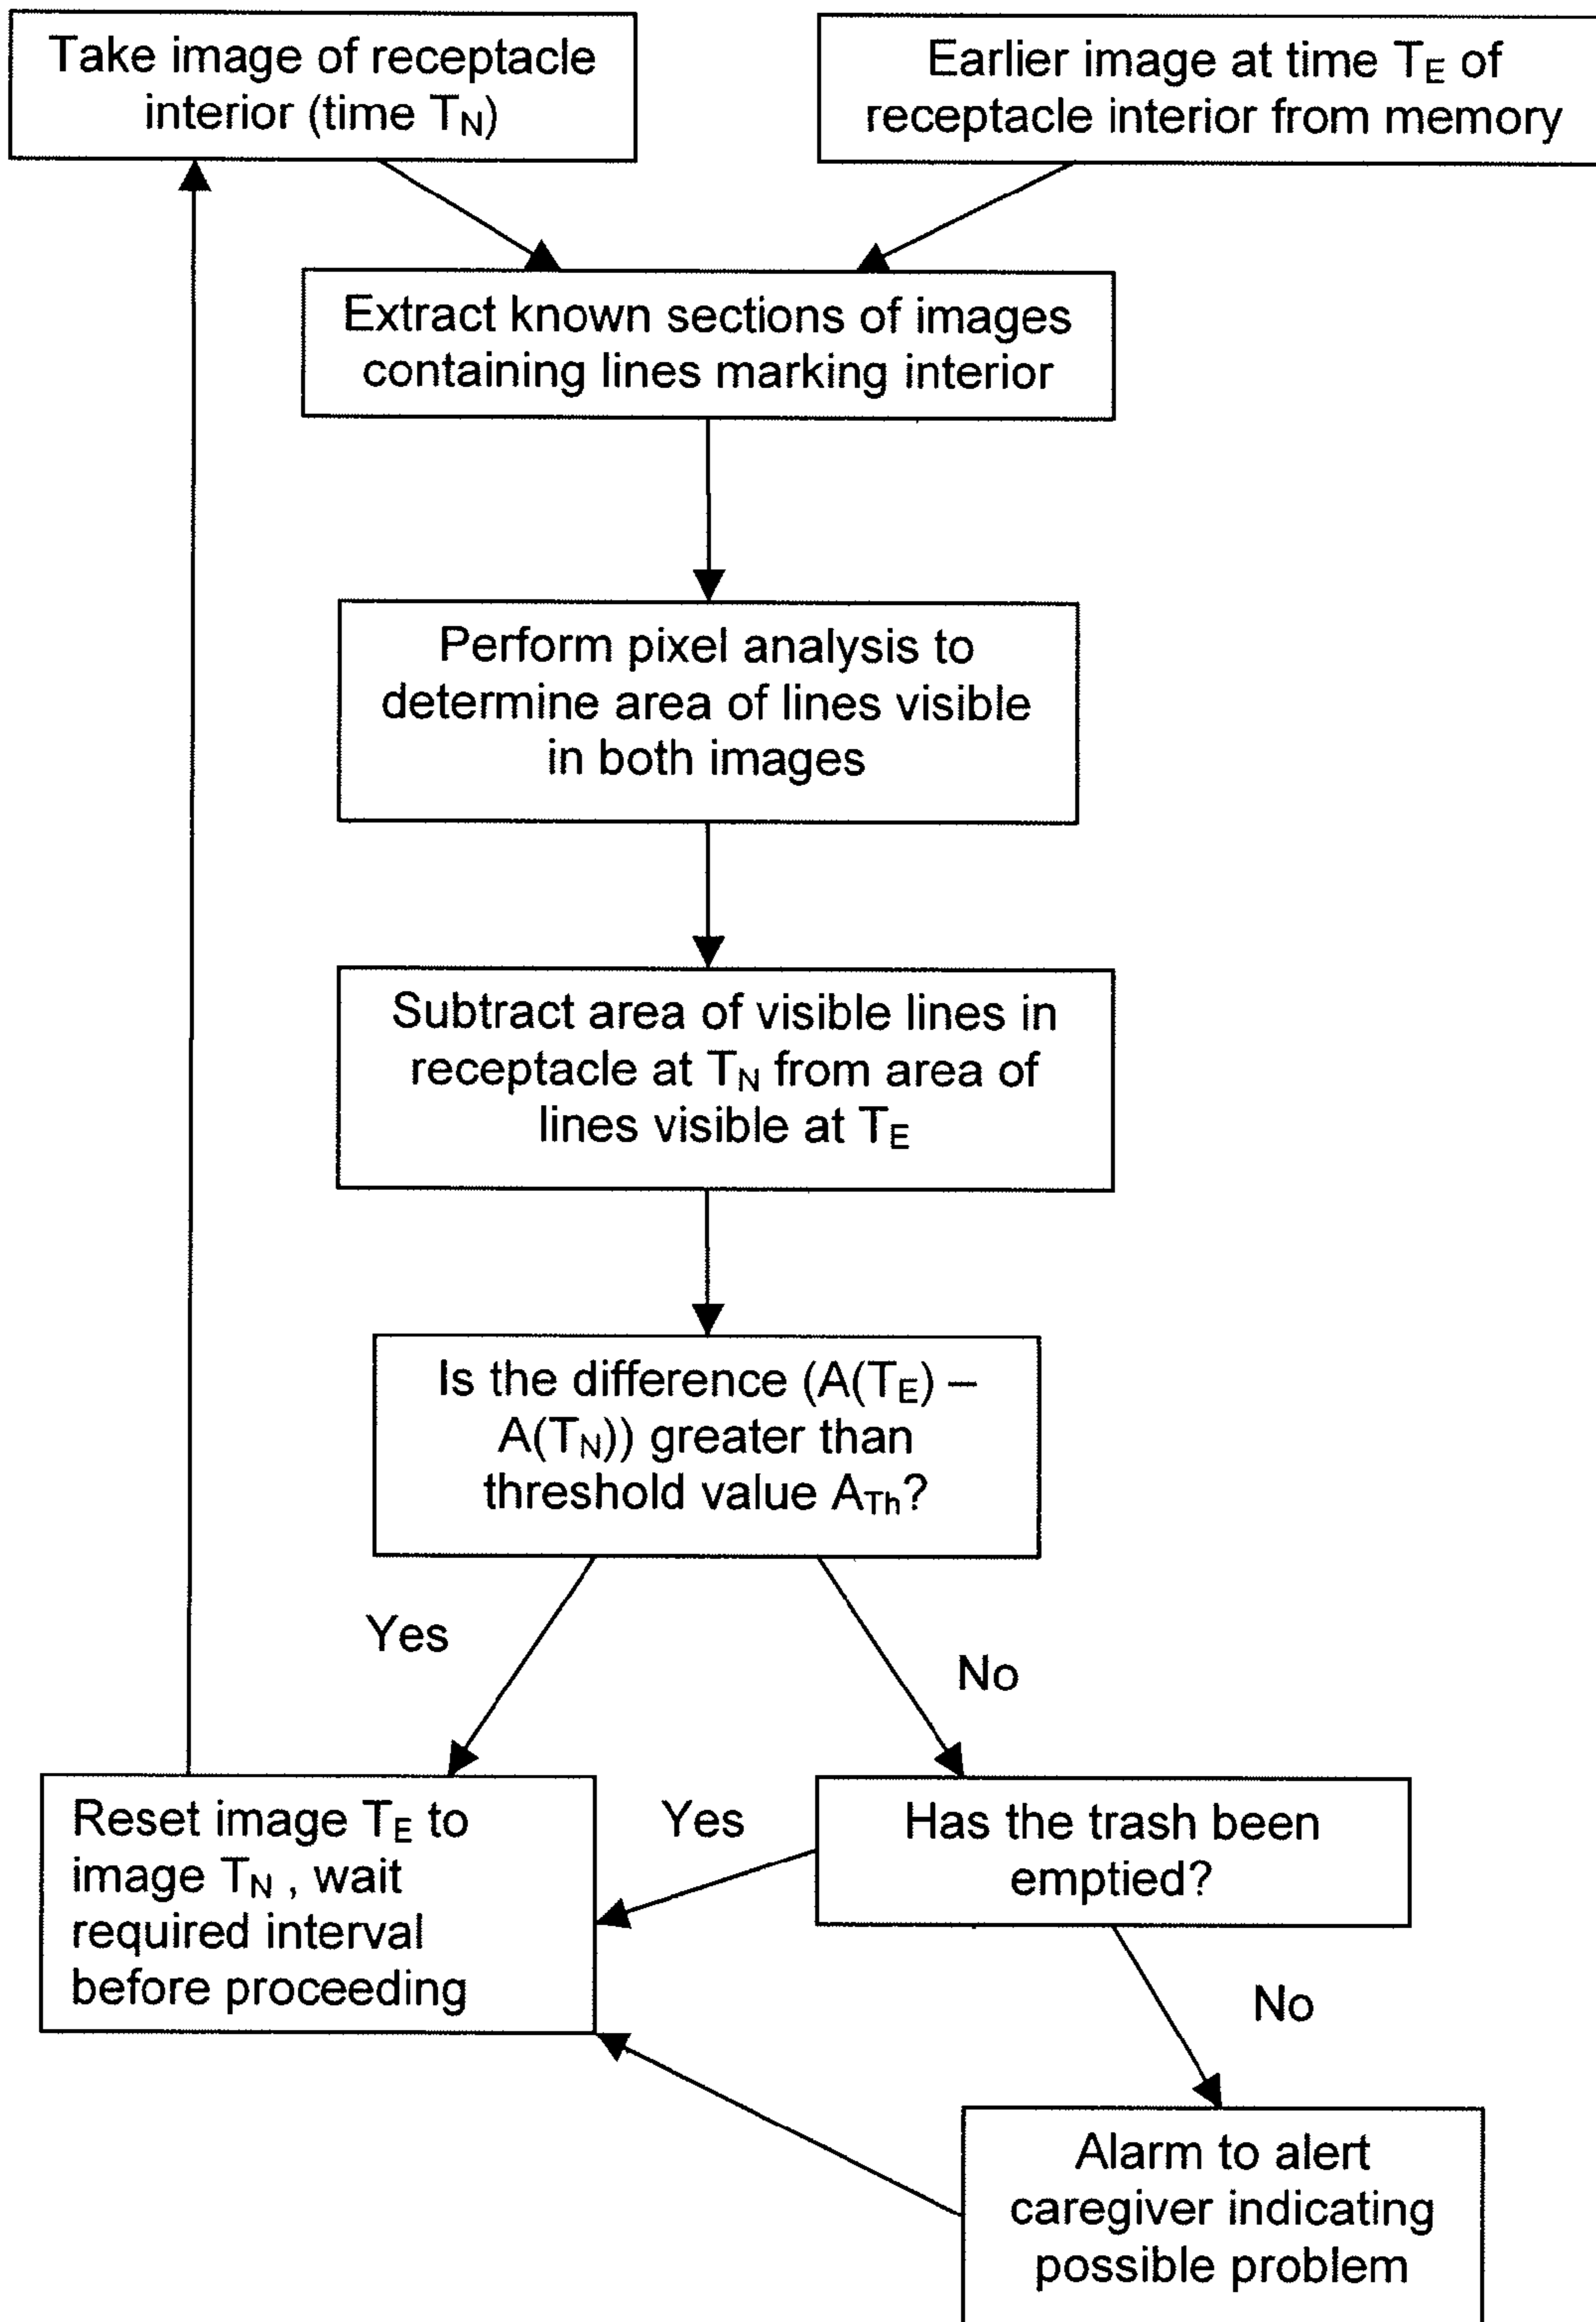 Take image of receptacle
interior (time TN)
Earlier image at time TE of
receptacle interior from memory
Extract known sections of images
containing lines marking interior
Perform pixel analysis to
determine area of lines visible
in both images
Subtract area of visible lines in
receptacle at TN from area of
lines visible at TE
Is the difference (A(TE) –
A(TN)) greater than
threshold value ATh?
Yes
No
Reset image TE to
image TN , wait
required interval
before proceeding
Yes
Has the trash been
emptied?
No
Alarm to alert
caregiver indicating
possible problem